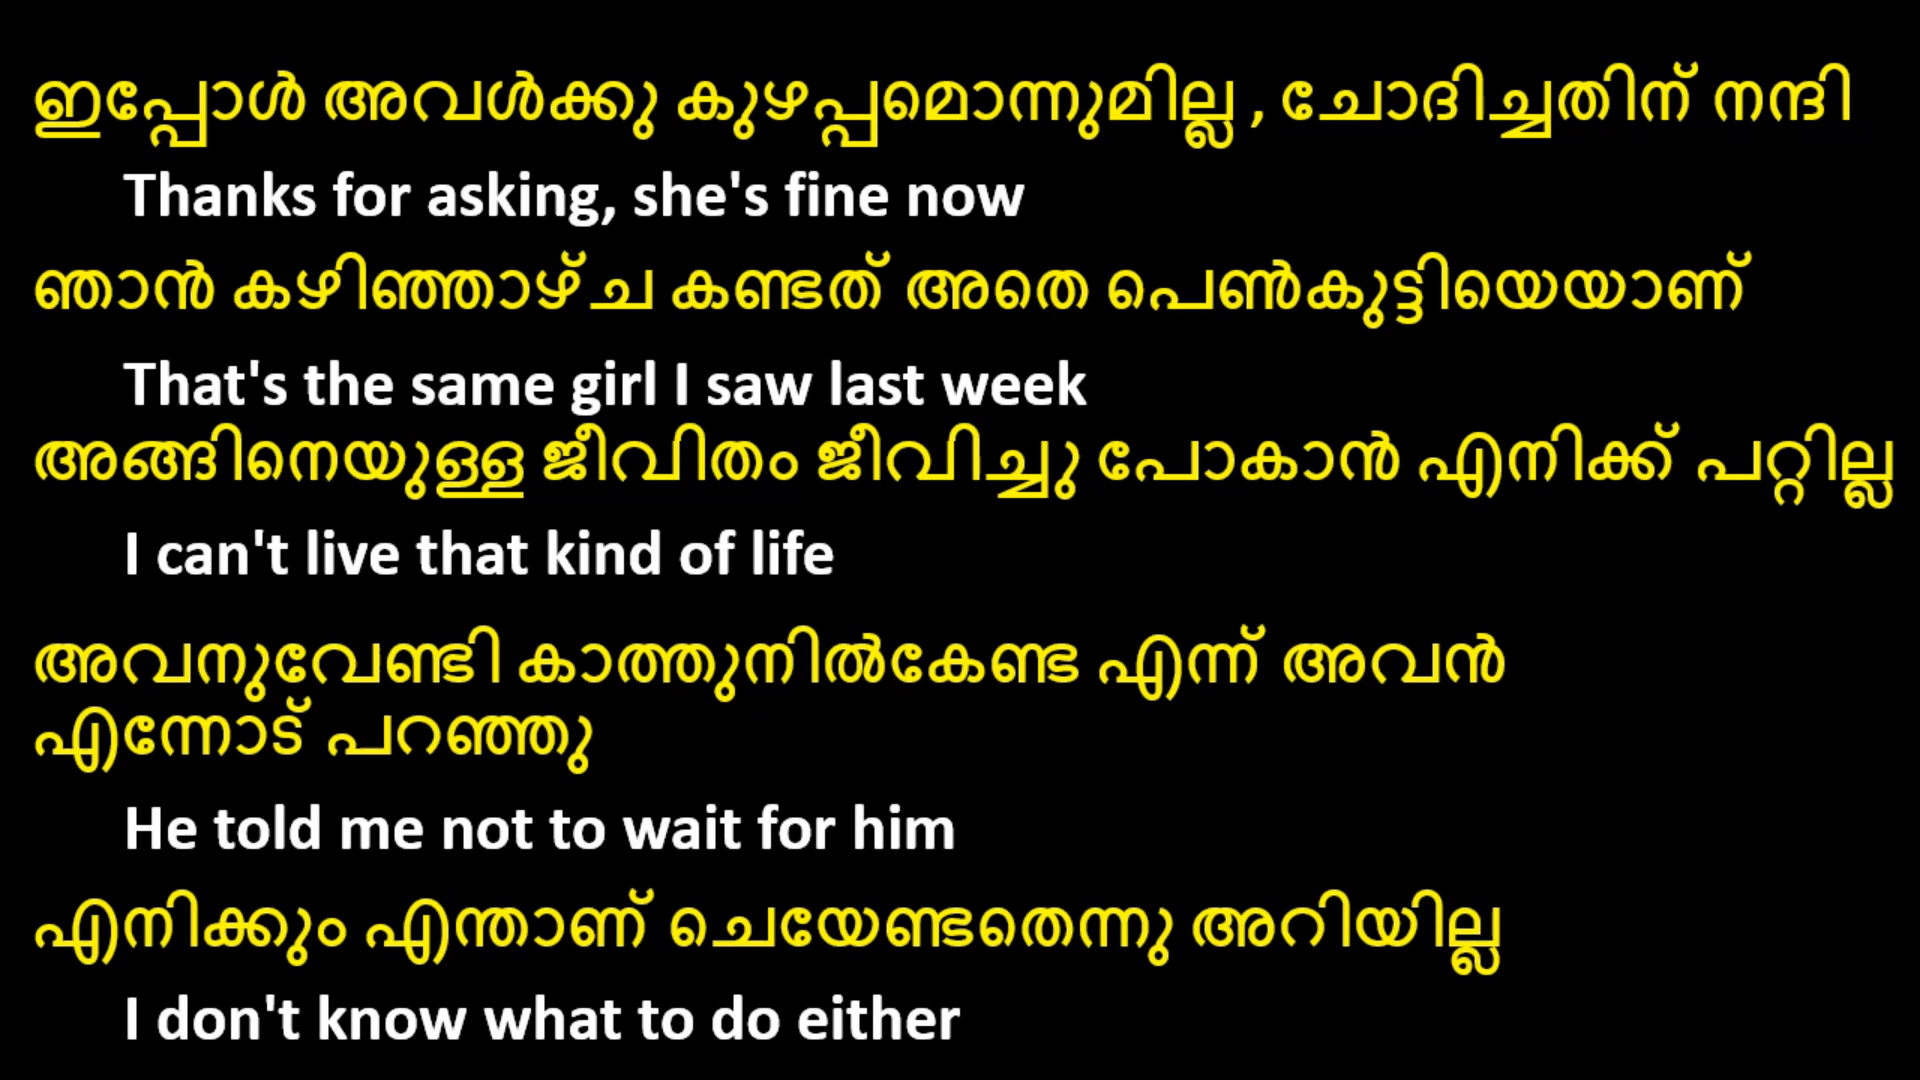 ഇപ്പോൾ അവൾക്കു കുഴപ്പമൊന്നുമില്ല , ചോദിച്ചതിന് നന്ദി
Thanks for asking, she's fine now
ഞാൻ കഴിഞ്ഞാഴ്ച കണ്ടത് അതെ പെൺകുട്ടിയെയാണ്
That's the same girl I saw last week
അങ്ങിനെയുള്ള ജീവിതം ജീവിച്ചു പോകാൻ എനിക്ക് പറ്റില്ല
I can't live that kind of life
അവനുവേണ്ടി കാത്തുനിൽകേണ്ട എന്ന് അവൻ
എന്നോട് പറഞ്ഞു
He told me not to wait for him
എനിക്കും എന്താണ് ചെയേണ്ടതെന്നു അറിയില്ല
I don't know what to do either